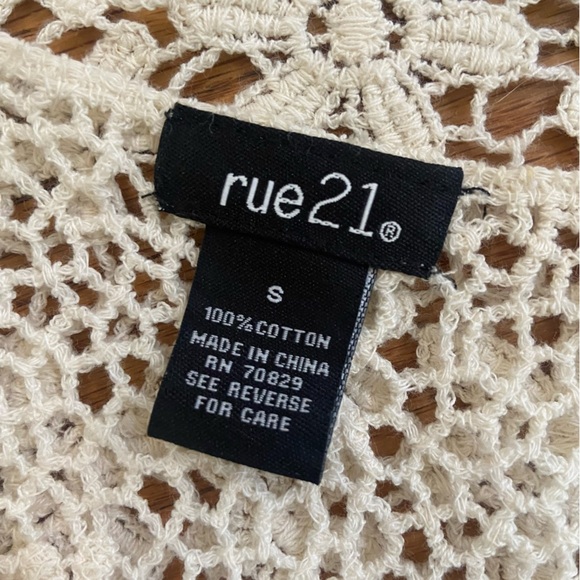 rue21®
S
100% COTTON
MADE IN CHINA
RN 70829
SEE REVERSE
FOR CARE